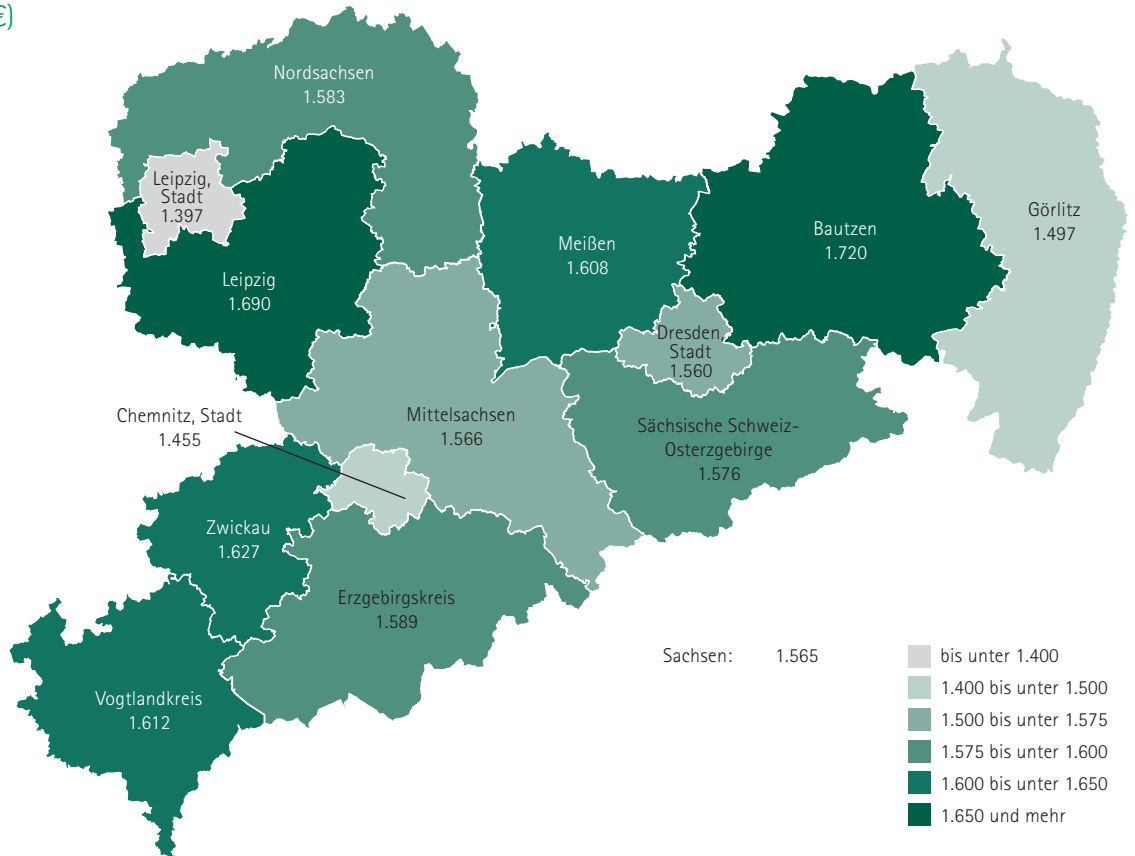 €)
Nordsachsen
1.583
Leipzig,
Stadt
1.397
Leipzig
1.690
Meißen
1.608
Bautzen
1.720
Görlitz
1.497
Dresden,
Stadt
1.560
Chemnitz, Stadt
1.455
Mittelsachsen
1.566
Sächsische Schweiz-
Osterzgebirge
1.576
Zwickau
1.627
Erzgebirgskreis
1.589
Vogtlandkreis
1.612
Sachsen: 1.565
bis unter 1.400
1.400 bis unter 1.500
1.500 bis unter 1.575
1.575 bis unter 1.600
1.600 bis unter 1.650
1.650 und mehr